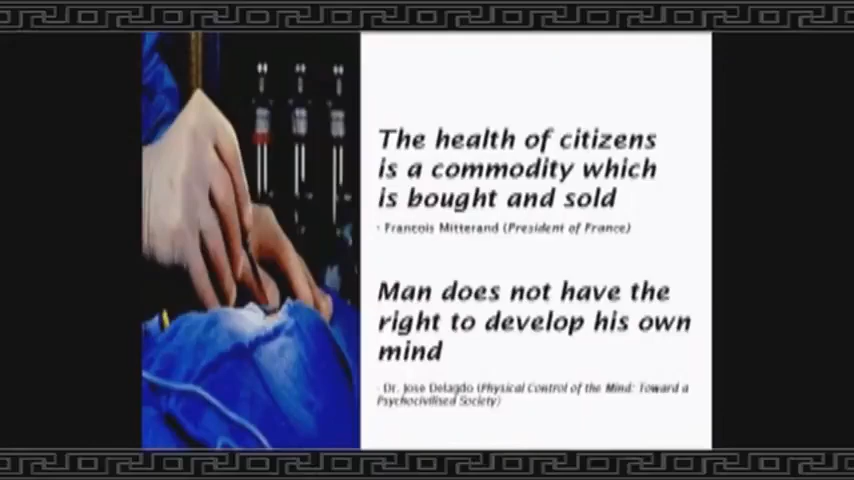 The health of citizens
is a commodity which
is bought and sold
- Francois Mitterand (President of France)
Man does not have the
right to develop his own
mind
- Dr. Jose Delagdo (Physical Control of the Mind: Toward a
Psychocivilised Society)